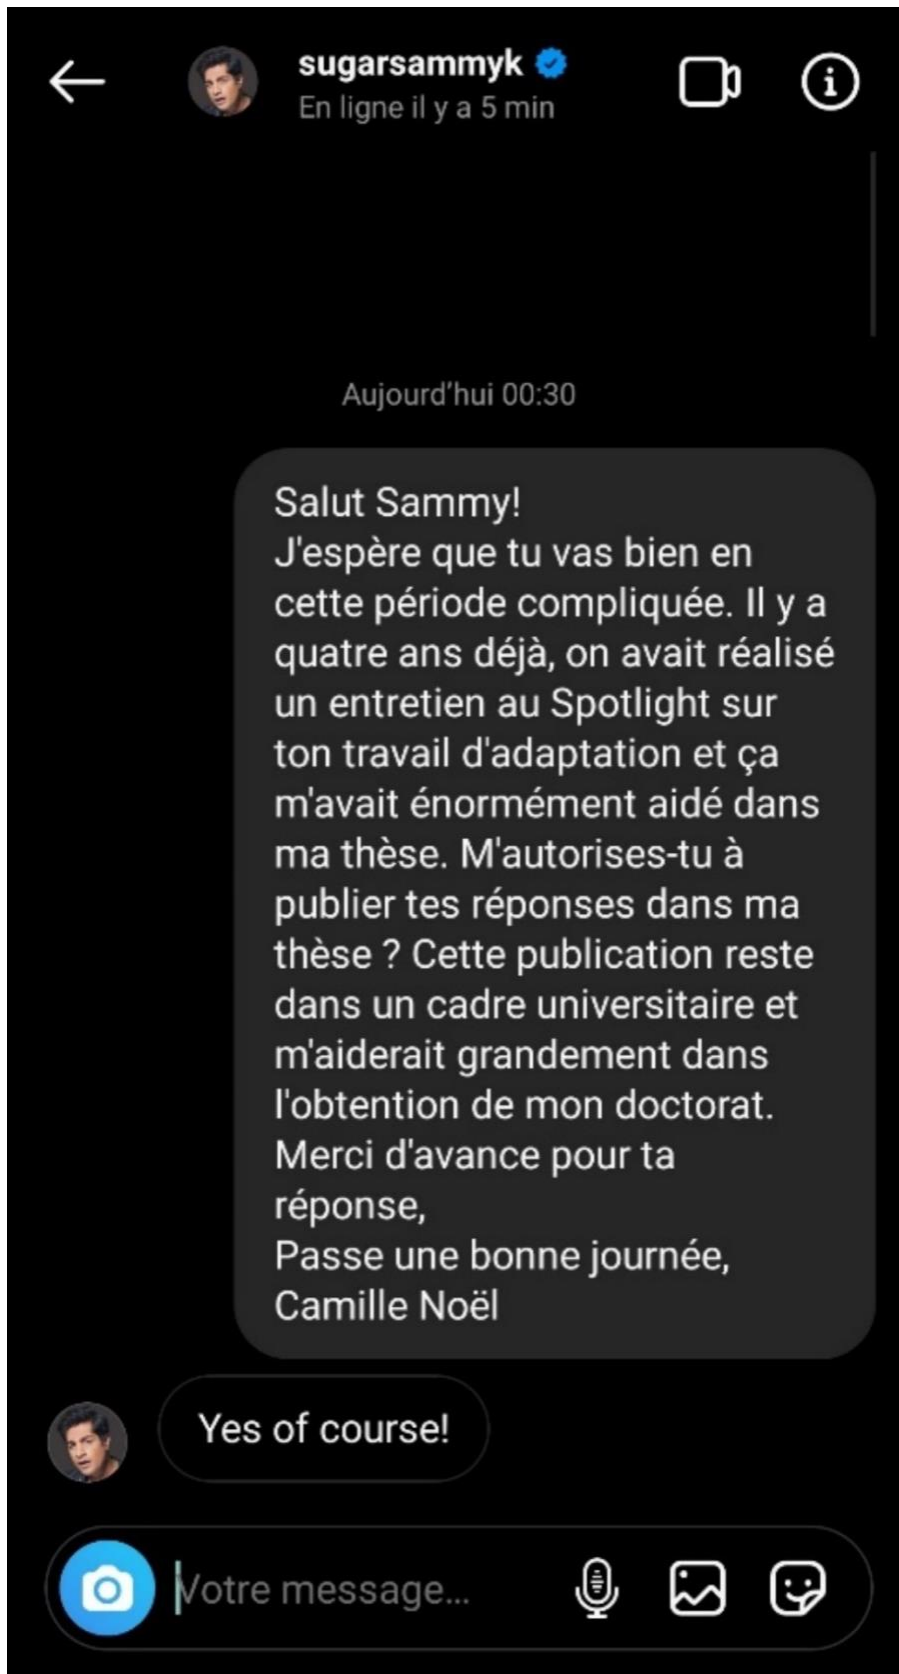 sugarsammyk
En ligne il y a 5 min
Aujourd'hui 00:30
Salut Sammy!
J'espère que tu vas bien en
cette période compliquée. Il y a
quatre ans déjà, on avait réalisé
un entretien au Spotlight sur
ton travail d'adaptation et ça
m'avait énormément aidé dans
ma thèse. M'autorises-tu à
publier tes réponses dans ma
thèse ? Cette publication reste
dans un cadre universitaire et
m'aiderait grandement dans
l'obtention de mon doctorat.
Merci d'avance pour ta
réponse,
Passe une bonne journée,
Camille Noël
Yes of course!
Votre message...